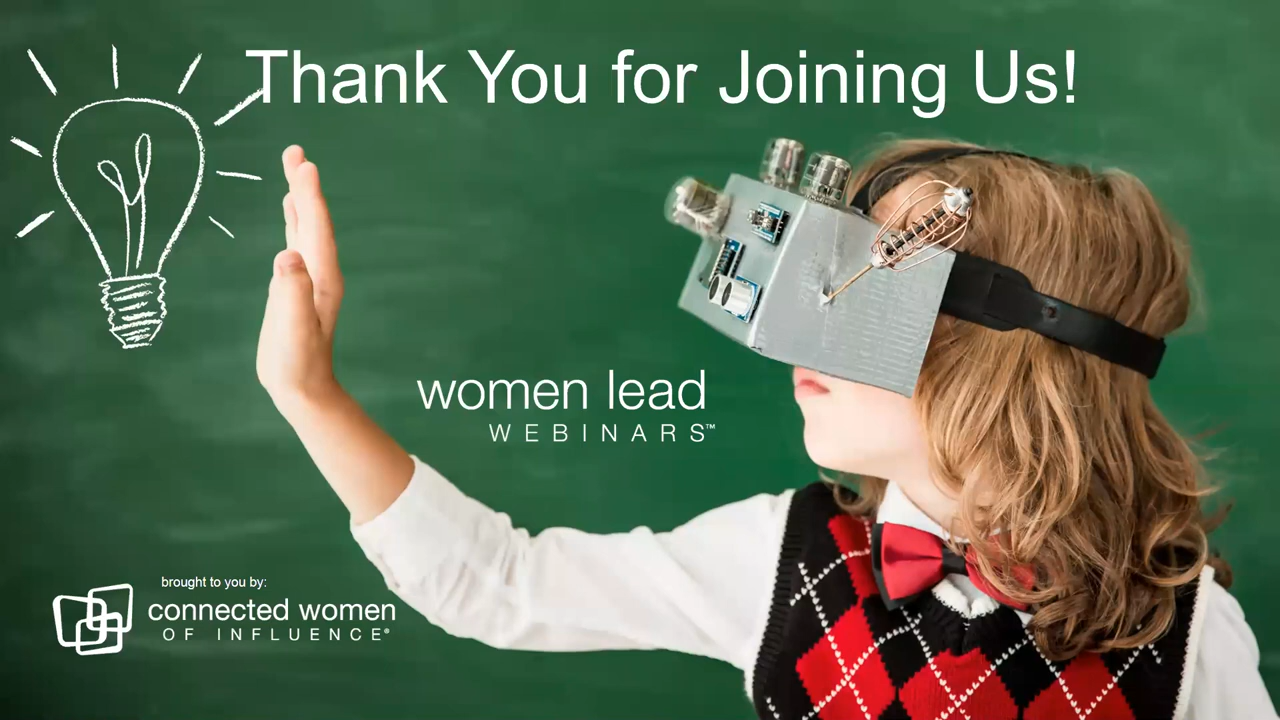 Thank You for Joining Us!
women lead
WEBINARS™
brought to you by:
connected women
OF INFLUENCE®